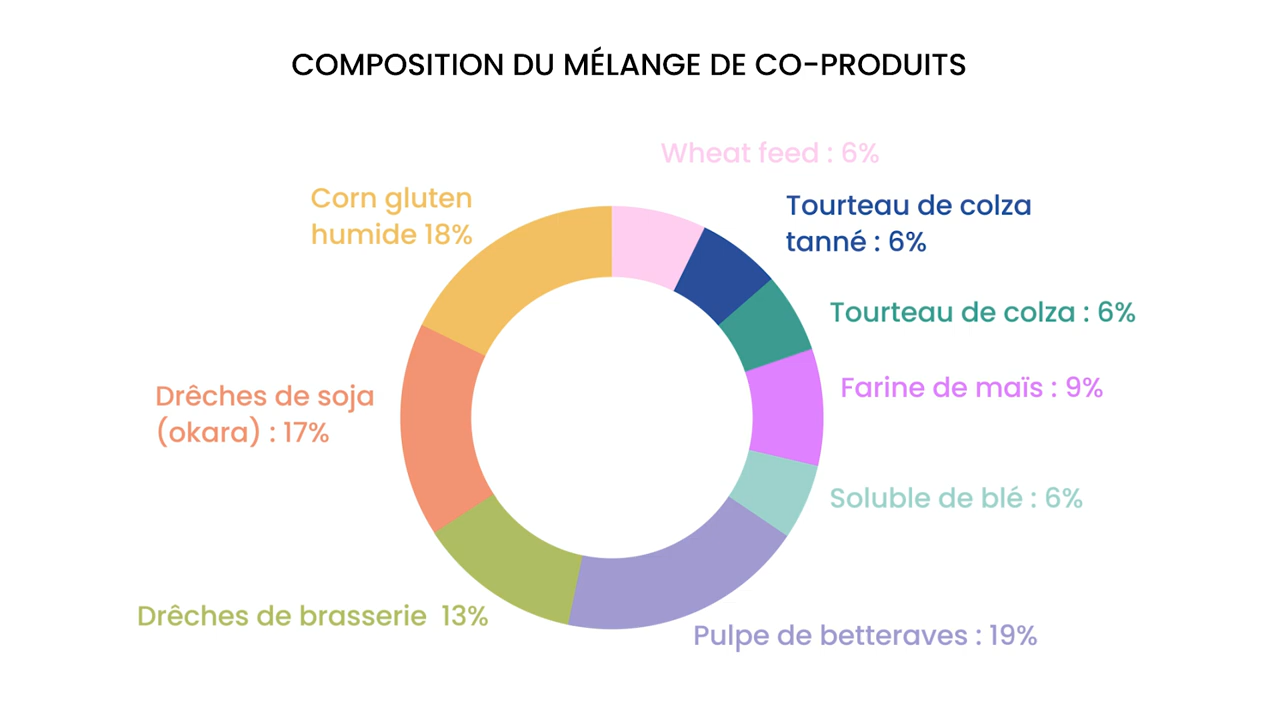 COMPOSITION DU MÉLANGE DE CO-PRODUITS
Wheat feed : 6%
Corn gluten
humide 18%
Tourteau de colza
tanné : 6%
Tourteau de colza : 6%
Farine de maïs : 9%
Drêches de soja
(okara) : 17%
Soluble de blé : 6%
Drêches de brasserie  13%
Pulpe de betteraves : 19%